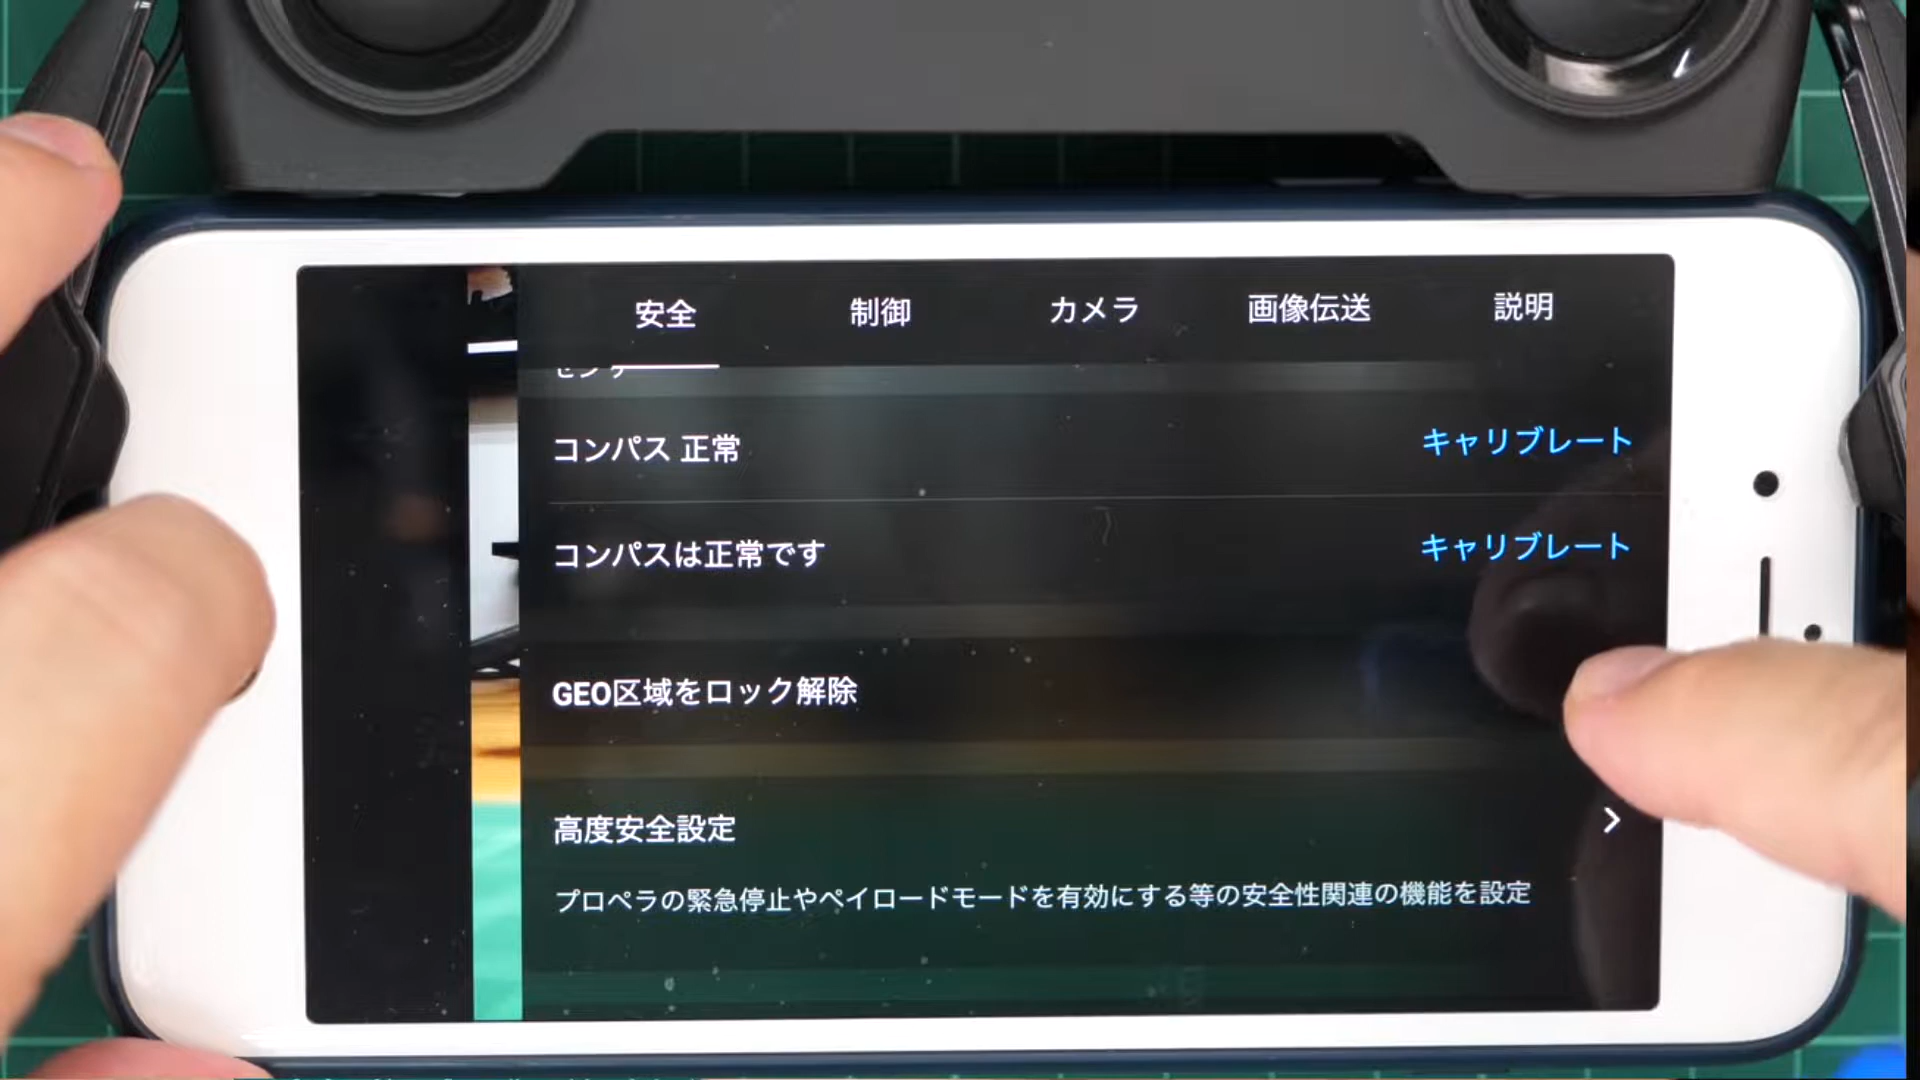 安全 制御 カメラ 画像伝送 説明
センサ
コンパス 正常 キャリブレート
コンパスは正常です キャリブレート
GEO区域をロック解除
高度安全設定
プロペラの緊急停止やペイロードモードを有効にする等の安全性関連の機能を設定